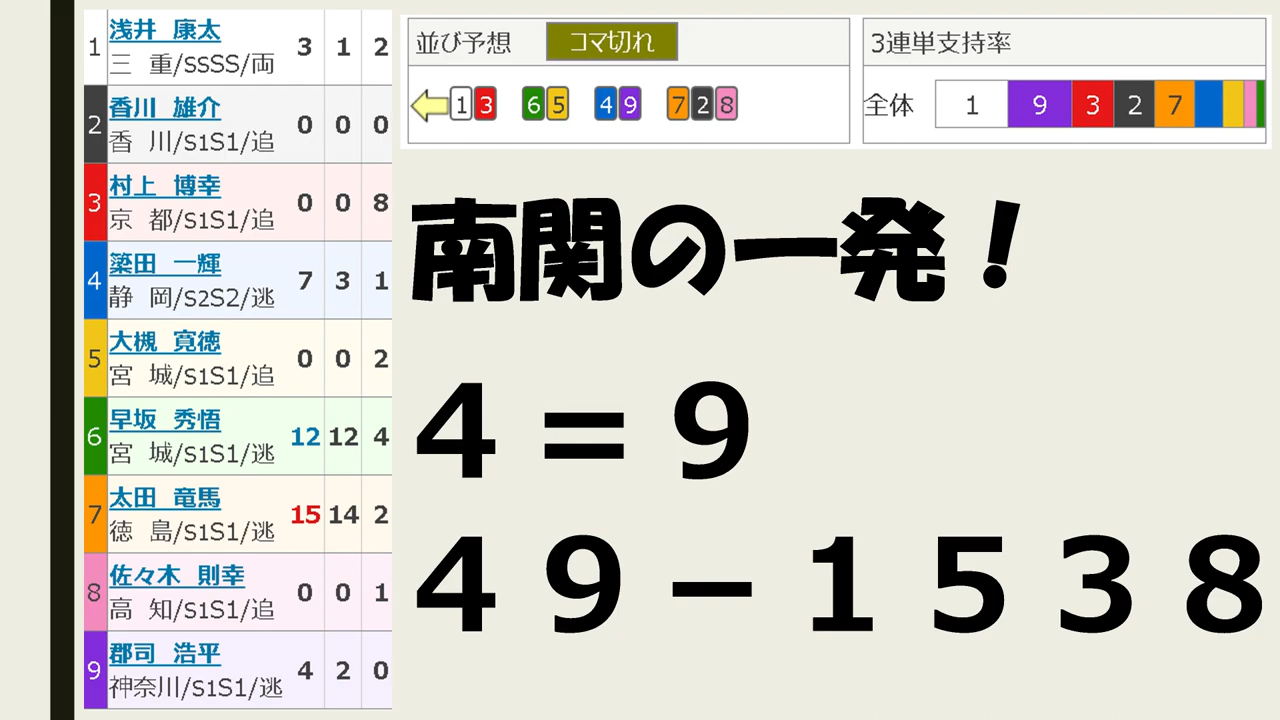 1 浅井 康太 3 1 2
三 重/SSSS/両
2 香川 雄介 0 0 0
香 川/S1S1/追
3 村上 博幸 0 0 8
京 都/S1S1/追
4 簗田 一輝 7 3 1
静 岡/S2S2/逃
5 大槻 寛徳 0 0 2
宮 城/S1S1/追
6 早坂 秀悟 12 12 4
宮 城/S1S1/逃
7 太田 竜馬 15 14 2
徳 島/S1S1/逃
8 佐々木 則幸 0 0 1
高 知/S1S1/追
9 郡司 浩平 4 2 0
神奈川/S1S1/逃
並び予想 コマ切れ
1 3 6 5 4 9 7 2 8
3連単支持率
全体 1 9 3 2 7
南関の一発！
4＝9
49－1538